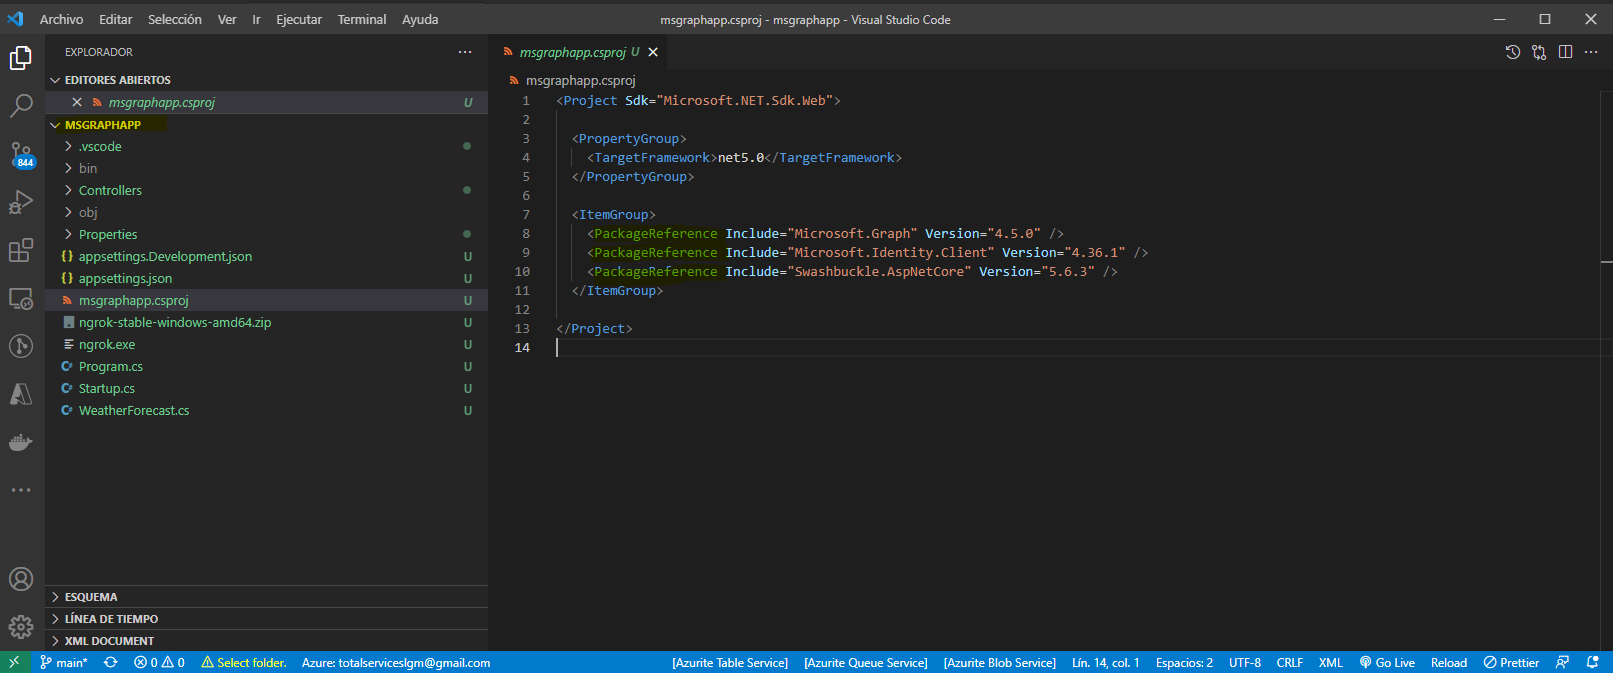 Archivo Editar Selección Ver Ir Ejecutar Terminal Ayuda
msgraphapp.csproj - msgraphapp - Visual Studio Code
EXPLORADOR
EDITORES ABIERTOS
msgraphapp.csproj U
MSGRAPHAPP
.vscode
bin
Controllers
obj
Properties
{} appsettings.Development.json U
{} appsettings.json U
msgraphapp.csproj U
ngrok-stable-windows-amd64.zip U
ngrok.exe U
C# Program.cs U
C# Startup.cs U
C# WeatherForecast.cs U
ESQUEMA
LÍNEA DE TIEMPO
XML DOCUMENT
844
msgraphapp.csproj U
msgraphapp.csproj
1 <Project Sdk="Microsoft.NET.Sdk.Web">
2
3 <PropertyGroup>
4 <TargetFramework>net5.0</TargetFramework>
5 </PropertyGroup>
6
7 <ItemGroup>
8 <PackageReference Include="Microsoft.Graph" Version="4.5.0" />
9 <PackageReference Include="Microsoft.Identity.Client" Version="4.36.1" />
10 <PackageReference Include="Swashbuckle.AspNetCore" Version="5.6.3" />
11 </ItemGroup>
12
13 </Project>
14
main* 0 0 Select folder. Azure: totalserviceslgm@gmail.com [Azurite Table Service] [Azurite Queue Service] [Azurite Blob Service] Lín. 14, col. 1 Espacios: 2 UTF-8 CRLF XML Go Live Reload Prettier